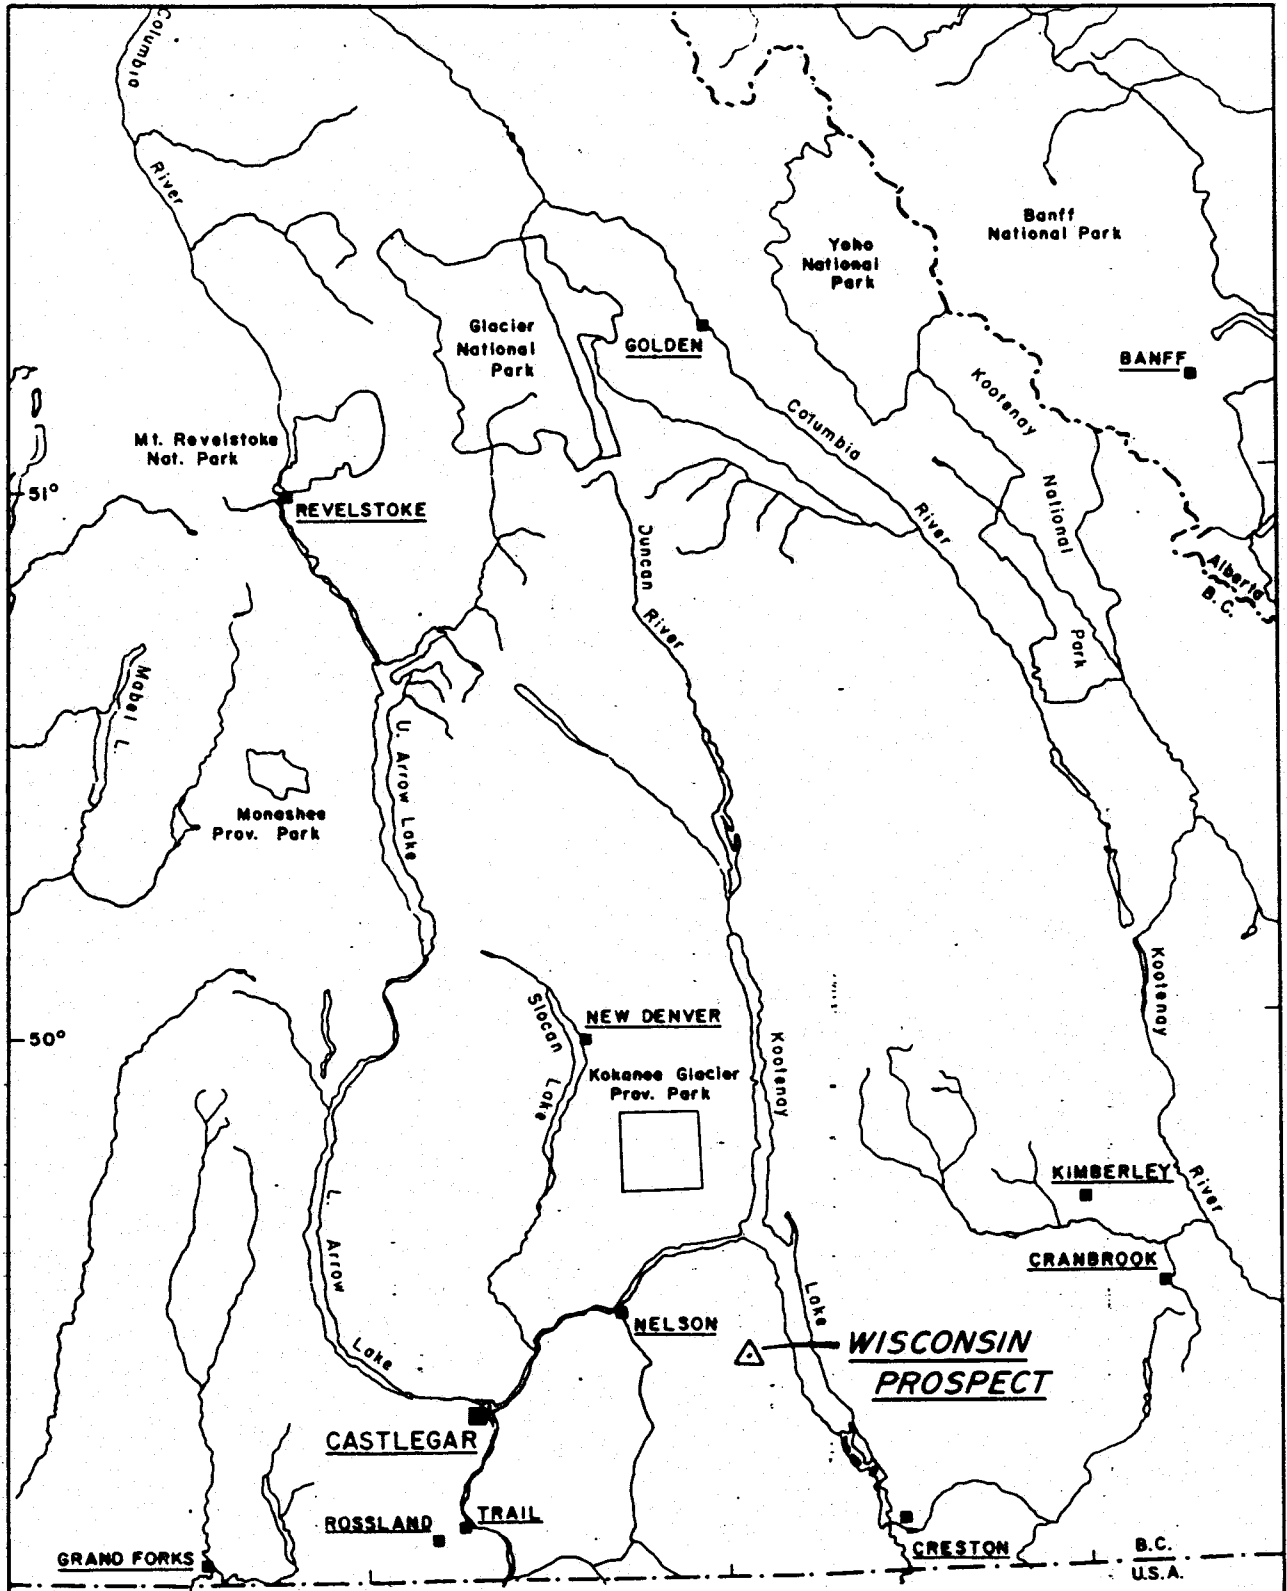 Columbia
River
Banff
National Park
Yoho
National
Park
Glacier
National
Park
GOLDEN
BANFF
Kootenay
National
Park
Columbia
River
Mt. Revelstoke
Nat. Park
51°
REVELSTOKE
Duncan
River
Alberta
B.C.
Mabel L.
U. Arrow Lake
Monashee
Prov. Park
Kootenay
River
50°
Slocan
Lake
NEW DENVER
Kokanee Glacier
Prov. Park
Kootenay
Lake
KIMBERLEY
CRANBROOK
L. Arrow
Lake
NELSON
WISCONSIN
PROSPECT
CASTLEGAR
ROSSLAND
TRAIL
GRAND FORKS
CRESTON
B.C.
U.S.A.